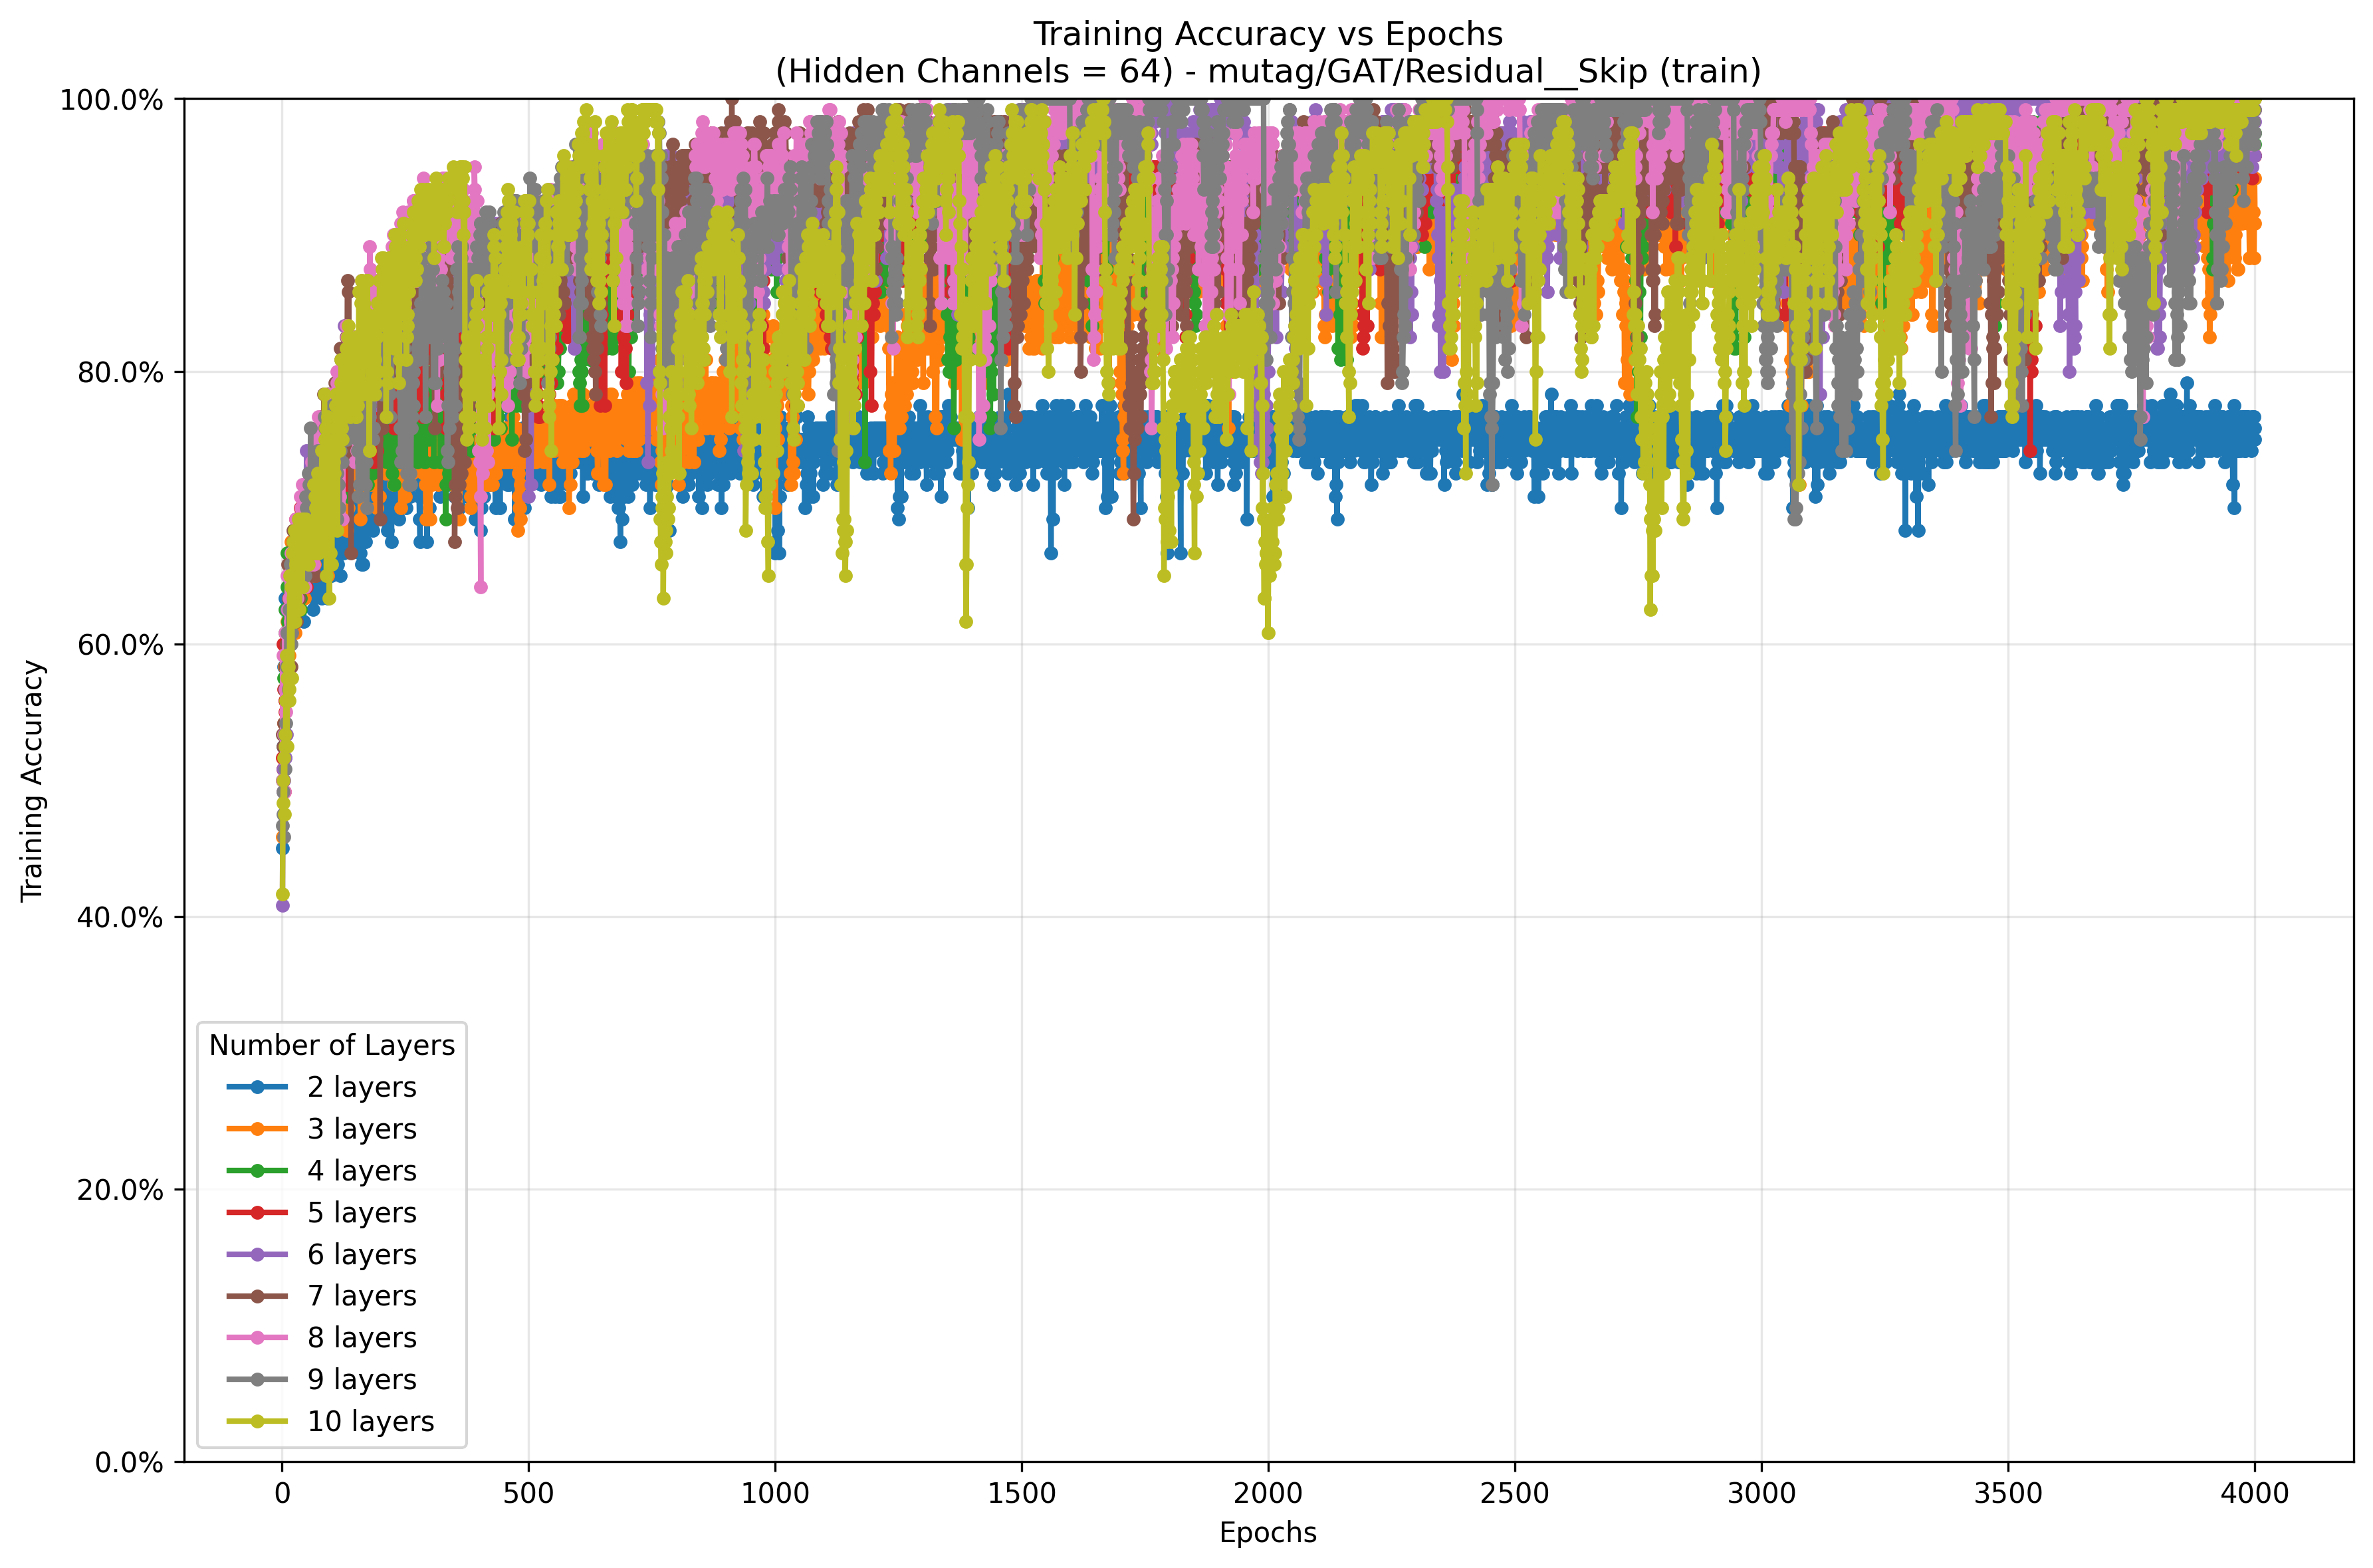 Training Accuracy vs Epochs
(Hidden Channels = 64) - mutag/GAT/Residual__Skip (train)
100.0%
80.0%
60.0%
40.0%
20.0%
0.0%
Training Accuracy
Number of Layers
2 layers
3 layers
4 layers
5 layers
6 layers
7 layers
8 layers
9 layers
10 layers
0 500 1000 1500 2000 2500 3000 3500 4000
Epochs